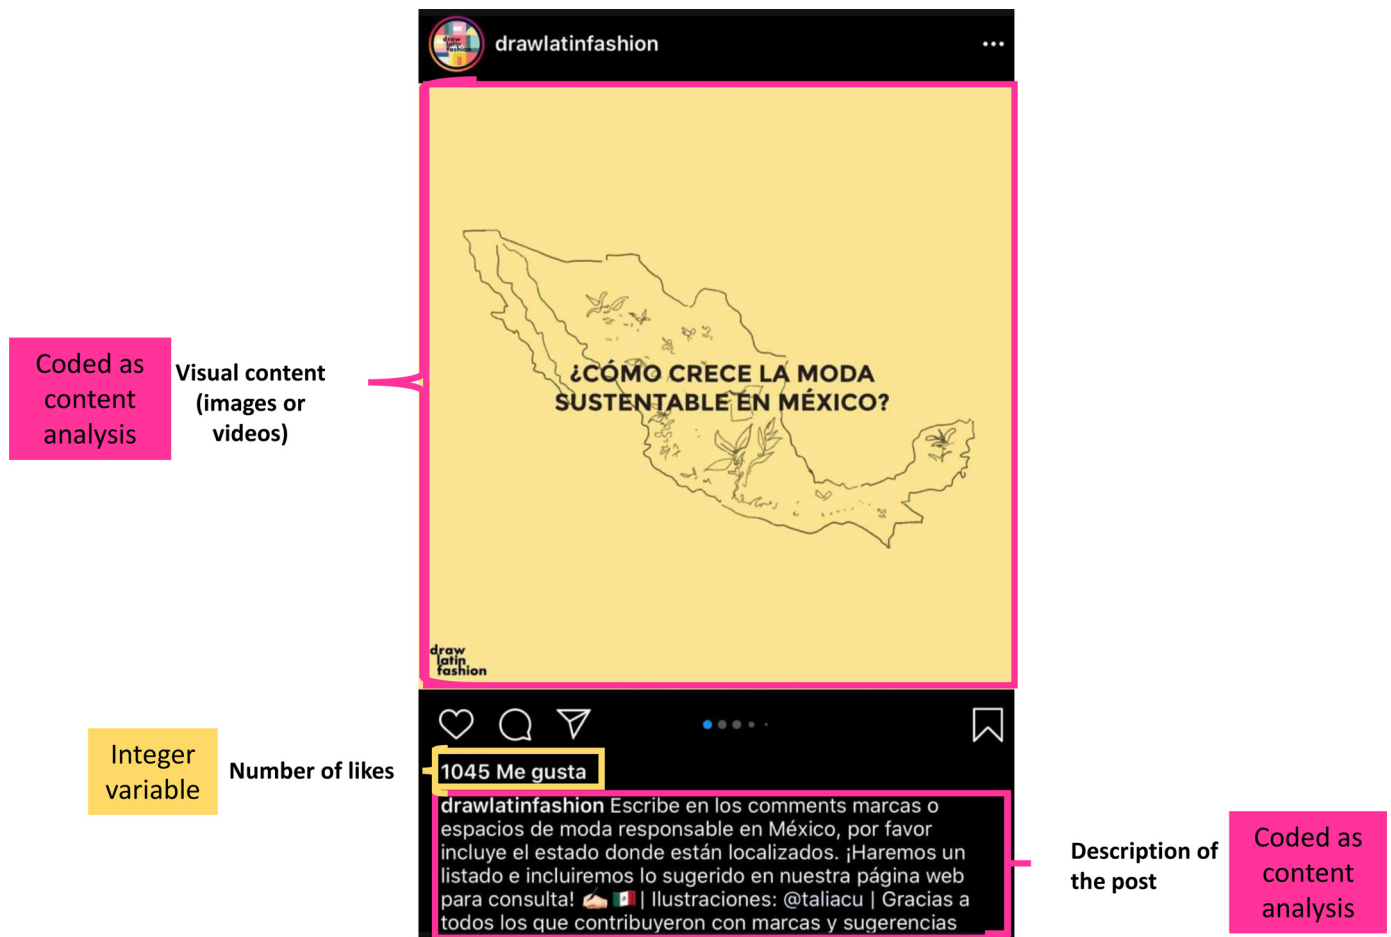 draw
latin
fashion
drawlatinfashion
Coded as
content
analysis
Visual content
(images or
videos)
¿CÓMO CRECE LA MODA
SUSTENTABLE EN MÉXICO?
draw
latin
fashion
Integer
variable
Number of likes
1045 Me gusta
drawlatinfashion Escribe en los comments marcas o
espacios de moda responsable en México, por favor
incluye el estado donde están localizados. ¡Haremos un
listado e incluiremos lo sugerido en nuestra página web
para consulta! ✍🏻 🇲🇽 | Ilustraciones: @taliacu | Gracias a
todos los que contribuyeron con marcas y sugerencias
Description of
the post
Coded as
content
analysis